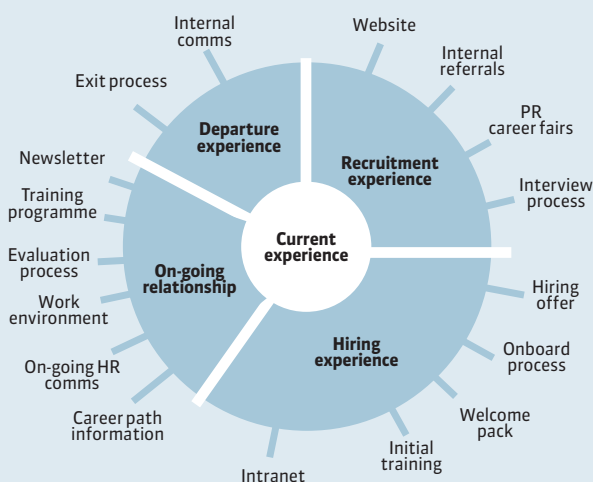 Internal
comms
Website
Internal
referrals
Exit process
PR
career fairs
Departure
experience
Newsletter
Recruitment
experience
Training
programme
Interview
process
Current
experience
Evaluation
process
On-going
relationship
Work
environment
Hiring
offer
Hiring
experience
Onboard
process
On-going HR
comms
Career path
information
Welcome
pack
Initial
training
Intranet